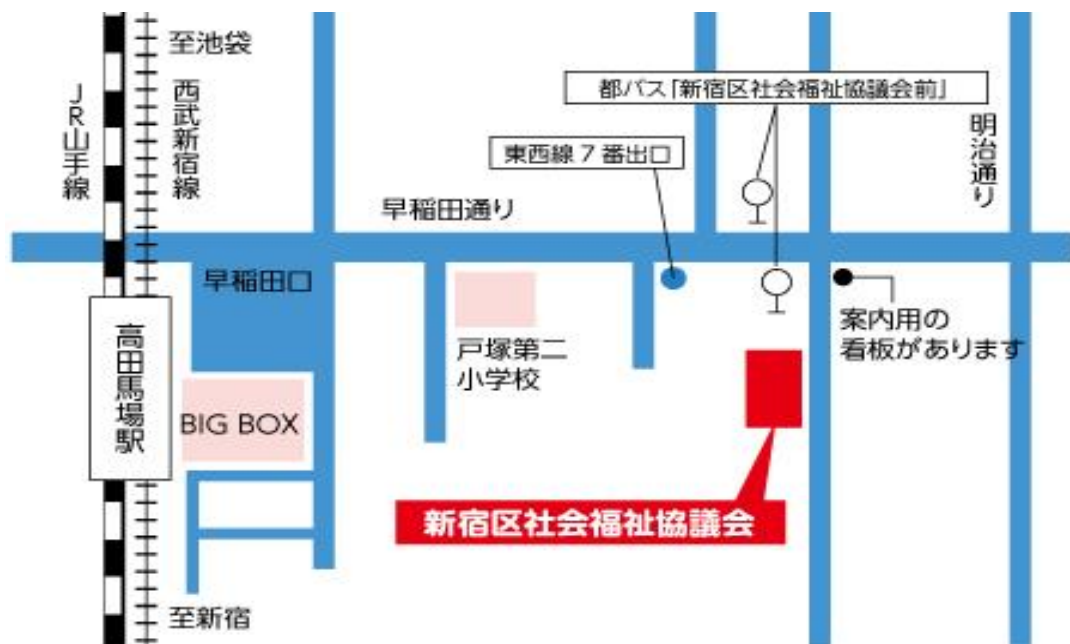 至池袋
JR山手線
西武新宿線
都バス「新宿区社会福祉協議会前」
東西線7番出口
明治通り
早稲田通り
早稲田口
高田馬場駅
戸塚第二
小学校
案内用の
看板があります
BIG BOX
新宿区社会福祉協議会
至新宿